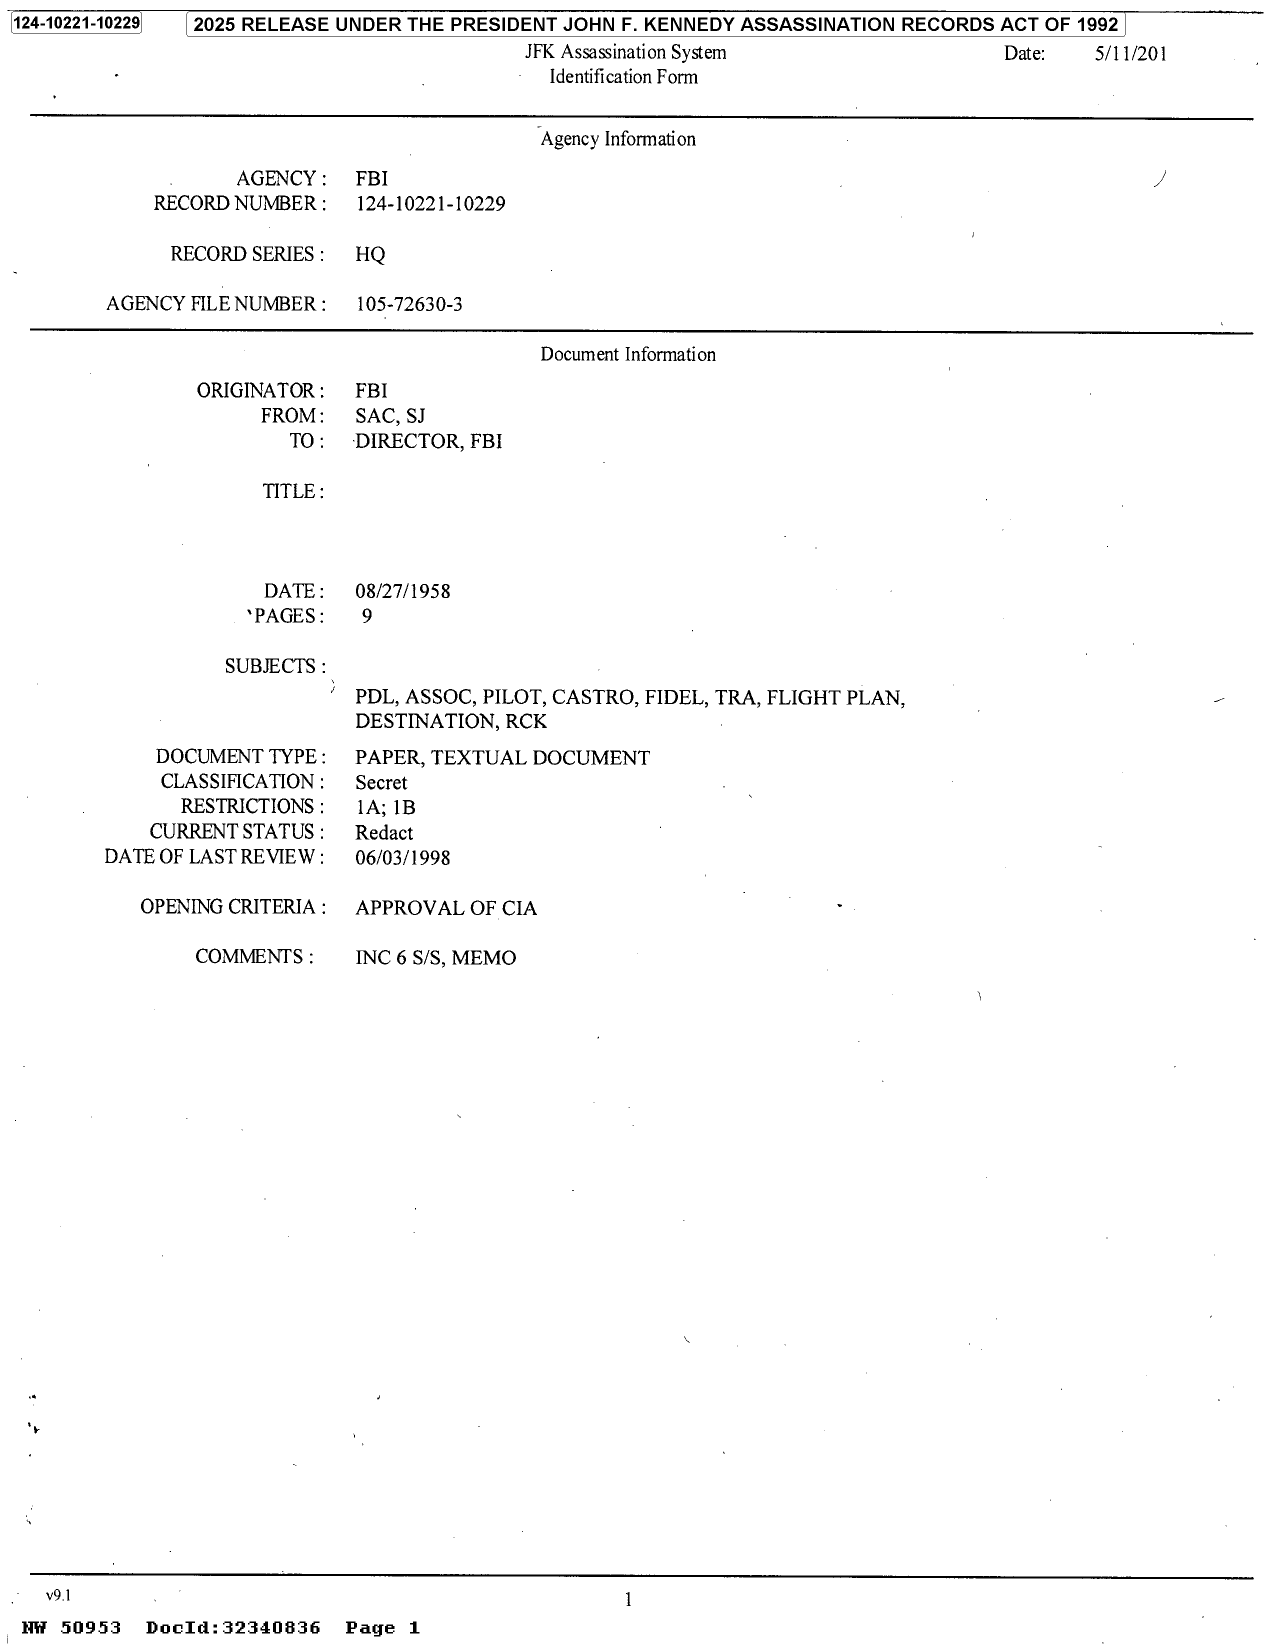 124-10221-10229 2025 RELEASE UNDER THE PRESIDENT JOHN F. KENNEDY ASSASSINATION RECORDS ACT OF 1992
JFK Assassination System Date: 5/11/201
Identification Form
Agency Information
AGENCY : FBI
RECORD NUMBER : 124-10221-10229
RECORD SERIES : HQ
AGENCY FILE NUMBER : 105-72630-3
Document Information
ORIGINATOR : FBI
FROM : SAC, SJ
TO : DIRECTOR, FBI
TITLE :
DATE : 08/27/1958
PAGES : 9
SUBJECTS :
PDL, ASSOC, PILOT, CASTRO, FIDEL, TRA, FLIGHT PLAN,
DESTINATION, RCK
DOCUMENT TYPE : PAPER, TEXTUAL DOCUMENT
CLASSIFICATION : Secret
RESTRICTIONS : 1A; 1B
CURRENT STATUS : Redact
DATE OF LAST REVIEW : 06/03/1998
OPENING CRITERIA : APPROVAL OF CIA
COMMENTS : INC 6 S/S, MEMO
v9.1 1
NW 50953 DocId:32340836 Page 1